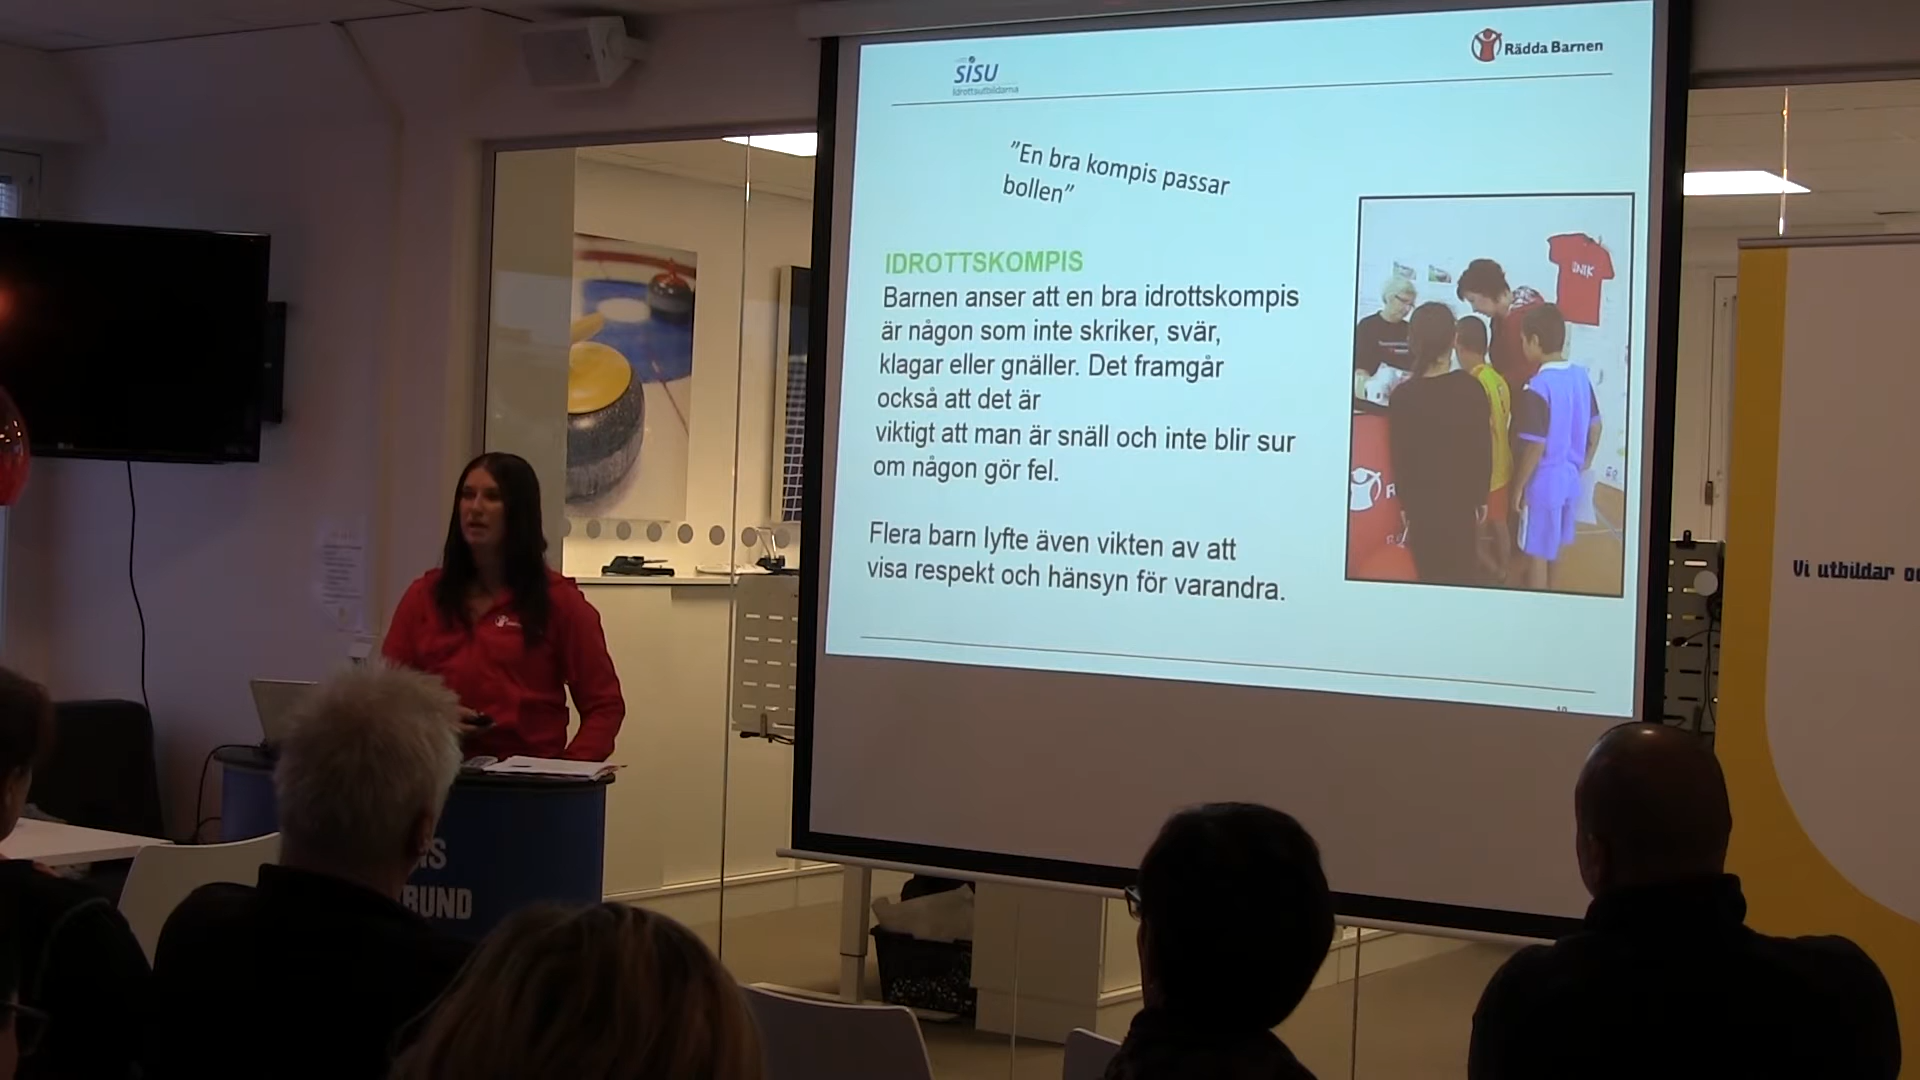 SISU
Idrottsutbildarna
Rädda Barnen
"En bra kompis passar
bollen"
IDROTTSKOMPIS
Barnen anser att en bra idrottskompis
är någon som inte skriker, svär,
klagar eller gnäller. Det framgår
också att det är
viktigt att man är snäll och inte blir sur
om någon gör fel.
Flera barn lyfte även vikten av att
visa respekt och hänsyn för varandra.
Vi utbildar